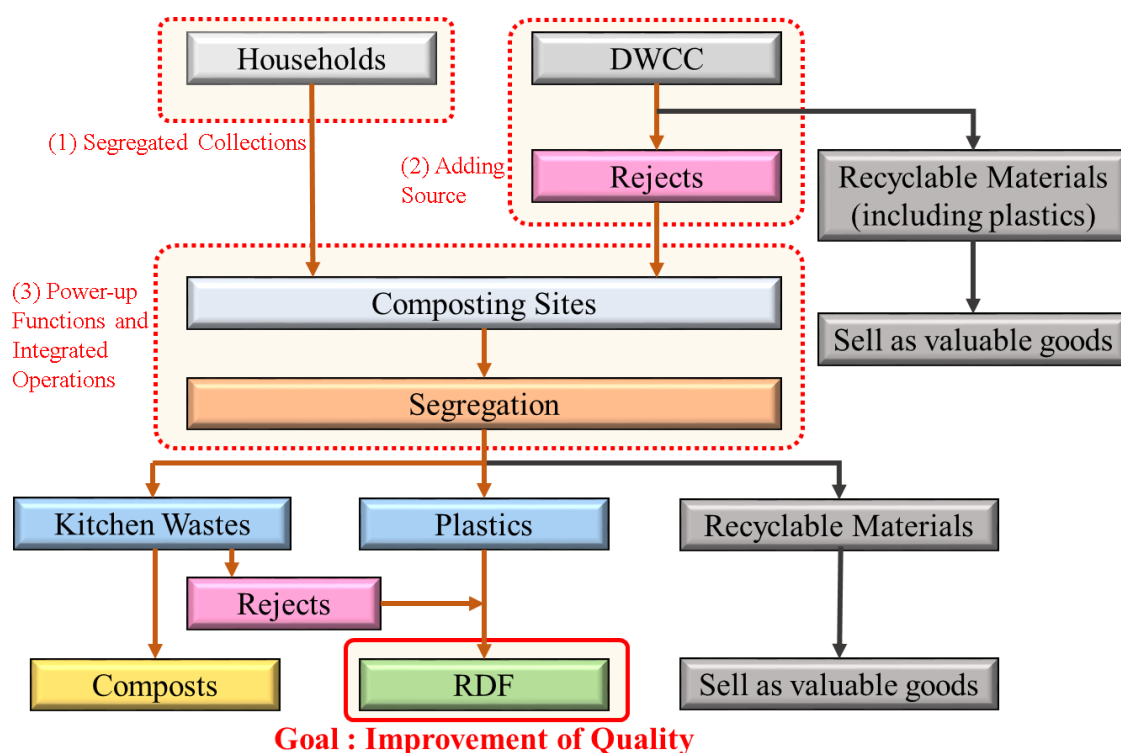 Households
DWCC
(1) Segregated Collections
(2) Adding
Source
Rejects
Recyclable Materials
(including plastics)
(3) Power-up
Functions and
Integrated
Operations
Composting Sites
Sell as valuable goods
Segregation
Kitchen Wastes
Plastics
Recyclable Materials
Rejects
Composts
RDF
Sell as valuable goods
Goal : Improvement of Quality